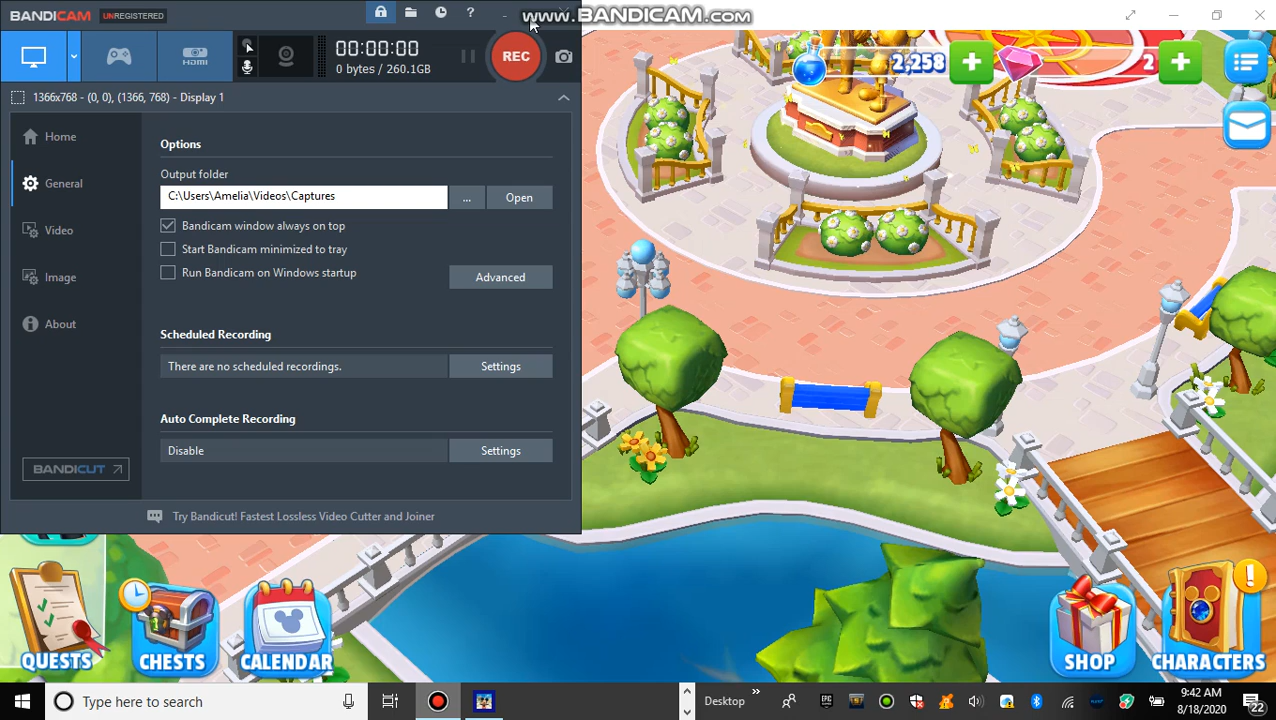 BANDICAM UNREGISTERED
www.BANDICAM.com
00:00:00
0 bytes / 260.1GB
HDMI
REC
1366x768 - (0, 0), (1366, 768) - Display 1
2,258
2
Home
General
Video
Image
About
BANDICUT
Options
Output folder
C:\Users\Amelia\Videos\Captures
...
Open
Bandicam window always on top
Start Bandicam minimized to tray
Run Bandicam on Windows startup
Advanced
Scheduled Recording
There are no scheduled recordings.
Settings
Auto Complete Recording
Disable
Settings
Try Bandicut! Fastest Lossless Video Cutter and Joiner
QUESTS
CHESTS
CALENDAR
SHOP
CHARACTERS
Type here to search
Desktop
EPIC
9:42 AM
8/18/2020
22